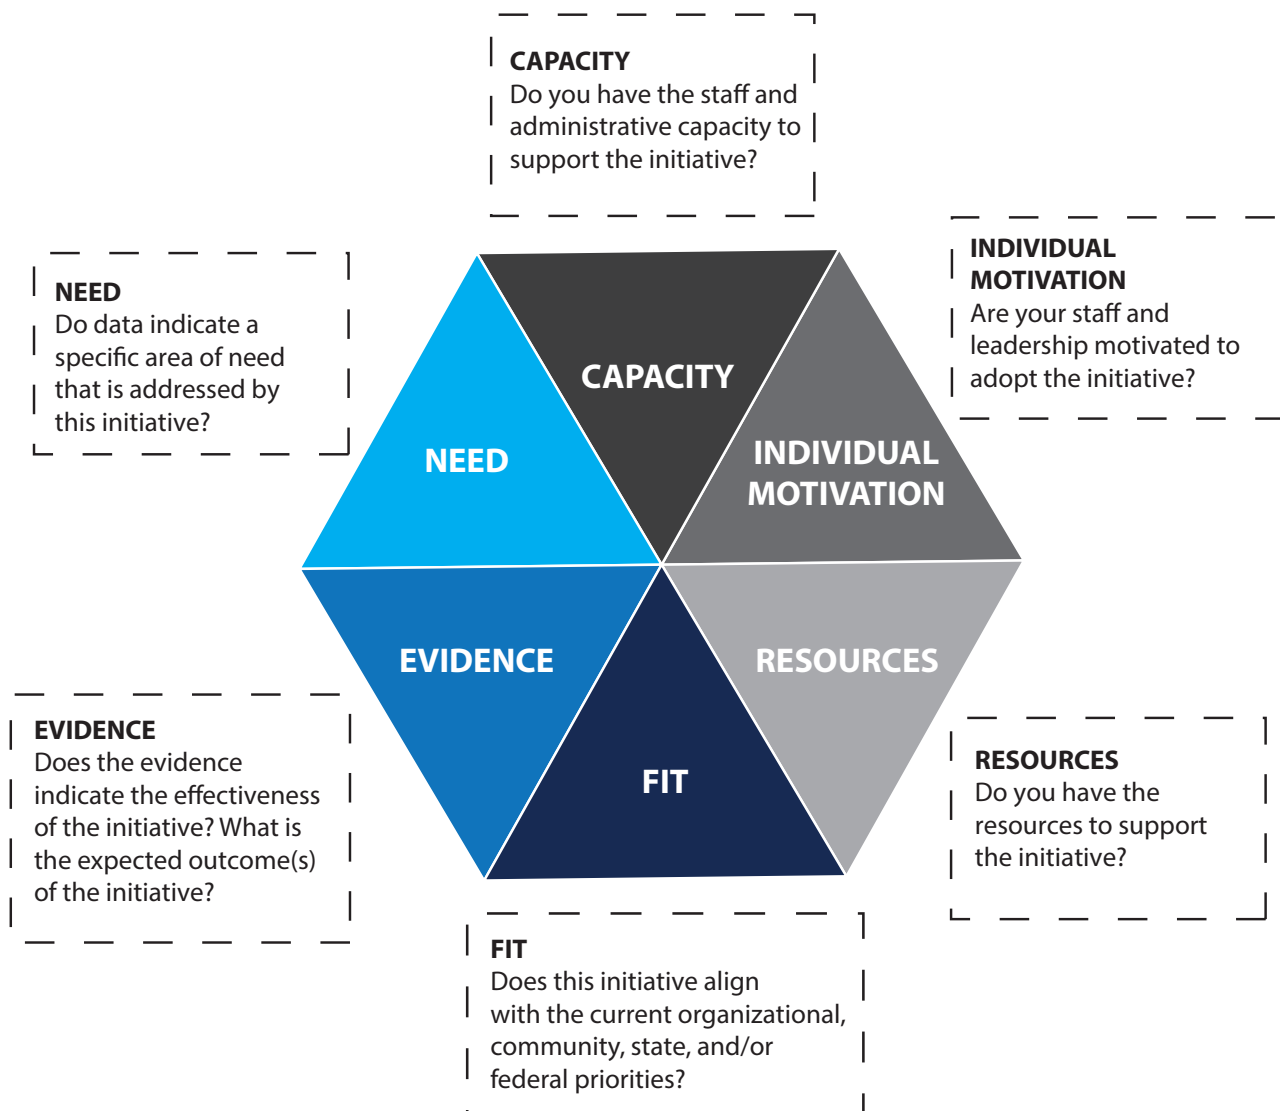 CAPACITY
Do you have the staff and
administrative capacity to
support the initiative?
INDIVIDUAL
MOTIVATION
Are your staff and
leadership motivated to
adopt the initiative?
NEED
Do data indicate a
specific area of need
that is addressed by
this initiative?
CAPACITY
INDIVIDUAL
MOTIVATION
NEED
EVIDENCE
RESOURCES
FIT
EVIDENCE
Does the evidence
indicate the effectiveness
of the initiative? What is
the expected outcome(s)
of the initiative?
RESOURCES
Do you have the
resources to support
the initiative?
FIT
Does this initiative align
with the current organizational,
community, state, and/or
federal priorities?